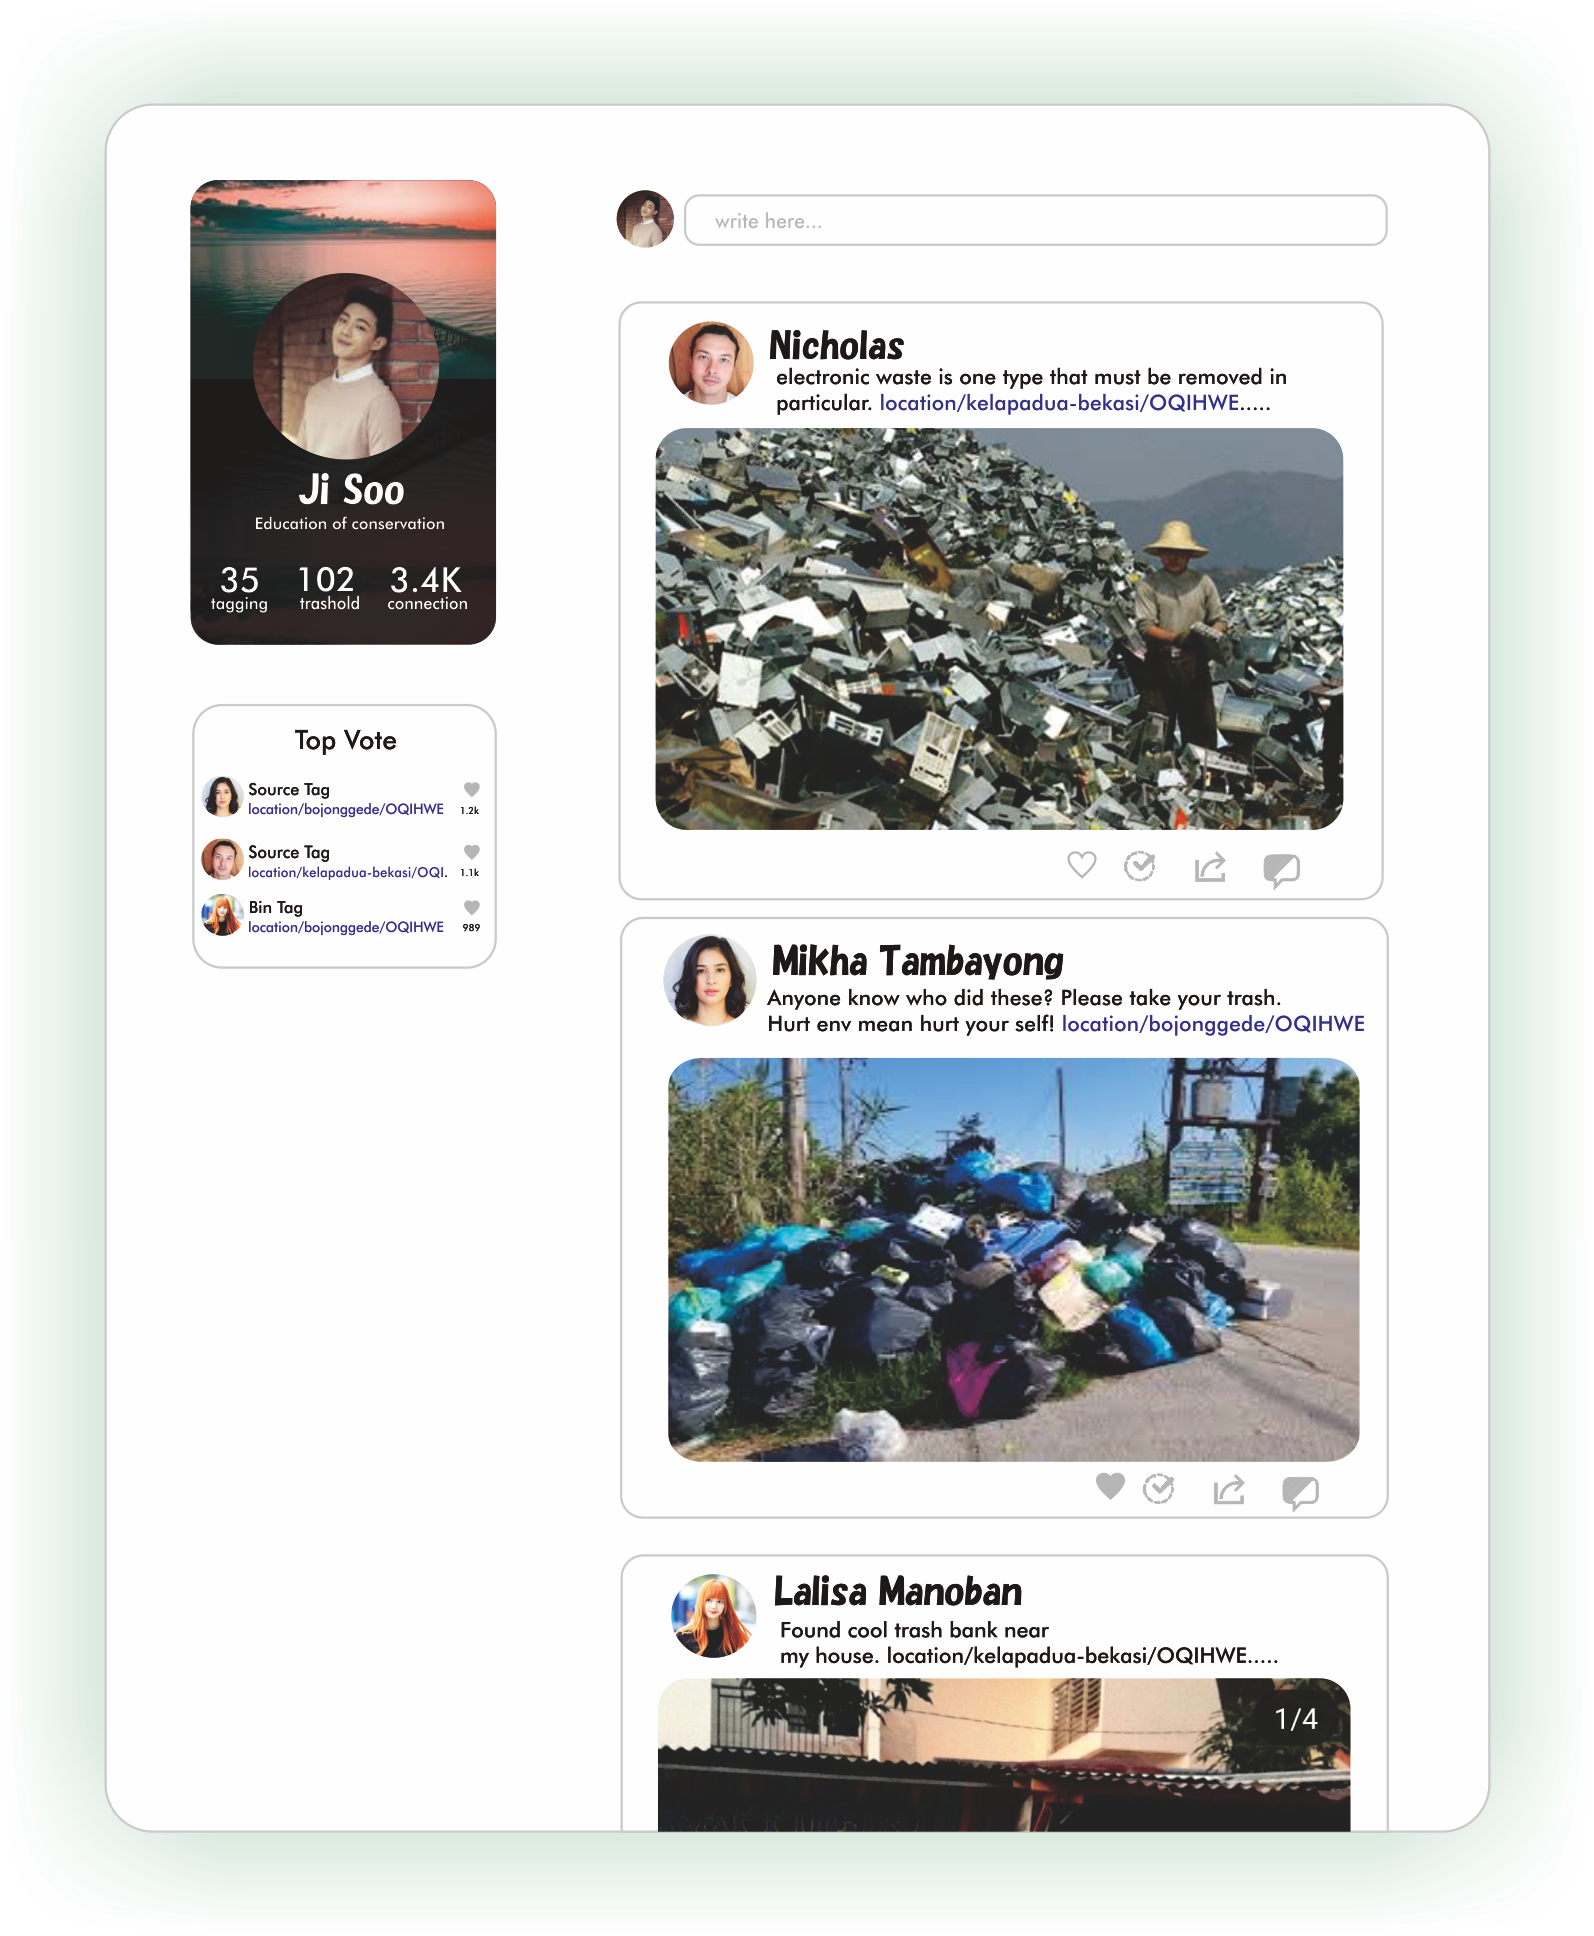 Ji Soo
Education of conservation
35 102 3.4K
tagging trashold connection
Top Vote
Source Tag
location/bojonggede/OQIHWE 1.2k
Source Tag
location/kelapadua-bekasi/OQI. 1.1k
Bin Tag
location/bojonggede/OQIHWE 989
write here...
Nicholas
electronic waste is one type that must be removed in
particular. location/kelapadua-bekasi/OQIHWE.....
Mikha Tambayong
Anyone know who did these? Please take your trash.
Hurt env mean hurt your self! location/bojonggede/OQIHWE
Lalisa Manoban
Found cool trash bank near
my house. location/kelapadua-bekasi/OQIHWE.....
1/4